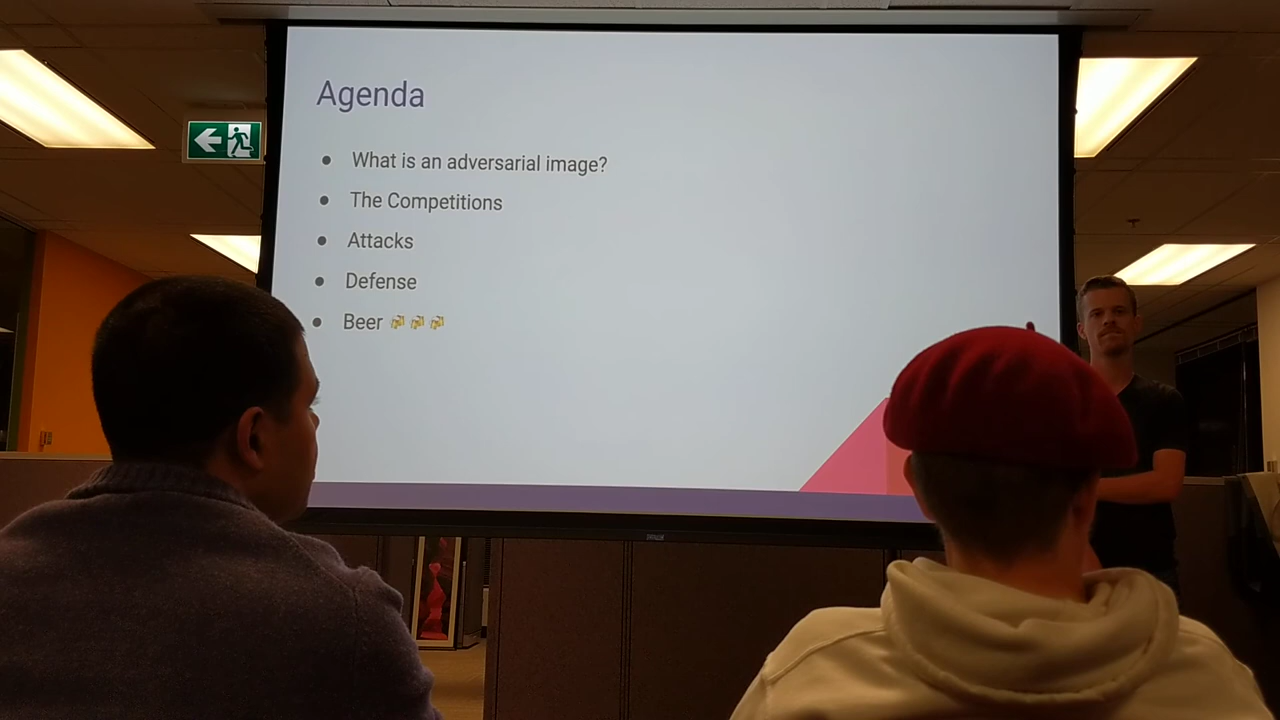 Agenda
● What is an adversarial image?
● The Competitions
● Attacks
● Defense
● Beer 🍻🍻🍻